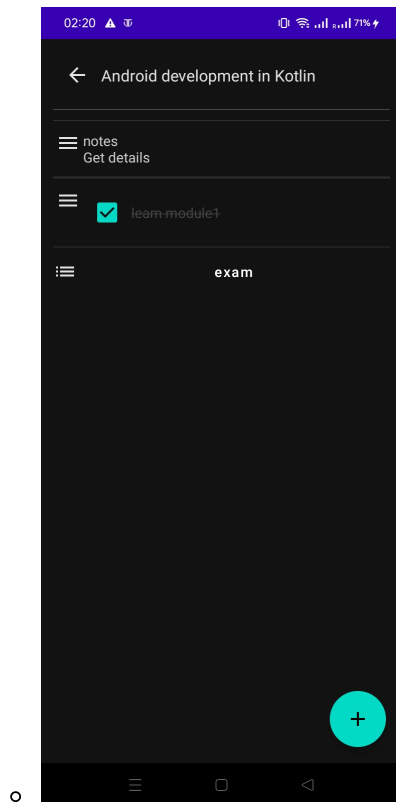 02:20
71%
Android development in Kotlin
notes
Get details
learn module1
exam